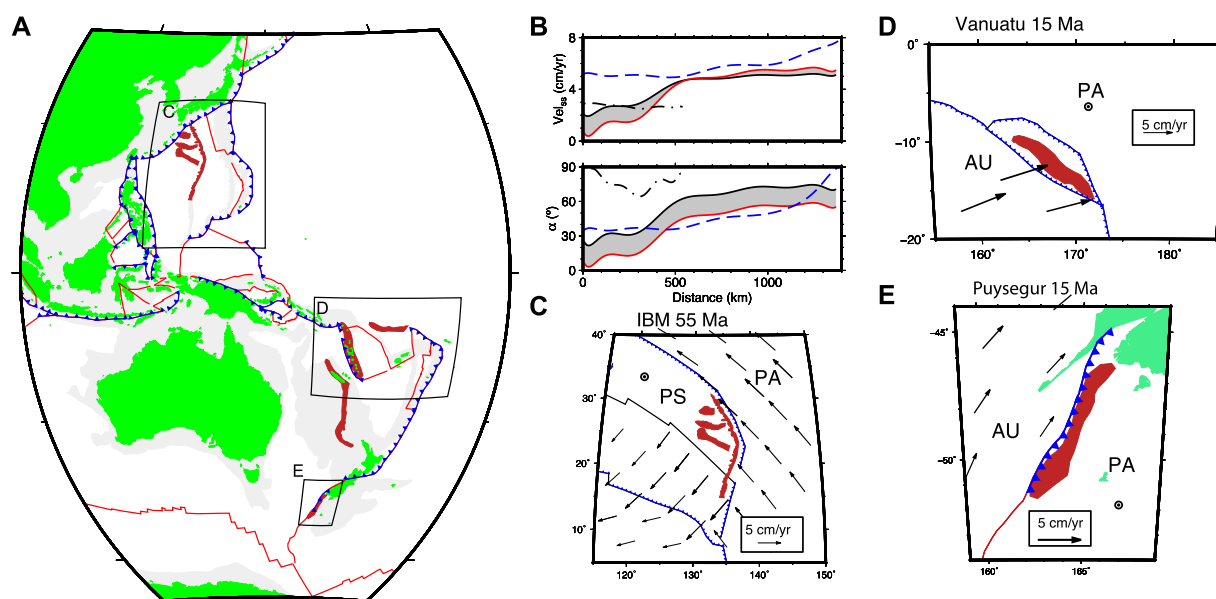 A
C
D
E
B
8
4
0
Vel_ss (cm/yr)
90
60
30
0
α (º)
0
500
1000
Distance (km)
C
IBM 55 Ma
40˚
30˚
20˚
10˚
PS
PA
5 cm/yr
120˚
130˚
140˚
150˚
D
Vanuatu 15 Ma
0˚
−10˚
−20˚
PA
AU
5 cm/yr
160˚
170˚
180˚
E
Puysegur 15 Ma
−45˚
−50˚
AU
PA
5 cm/yr
160˚
165˚